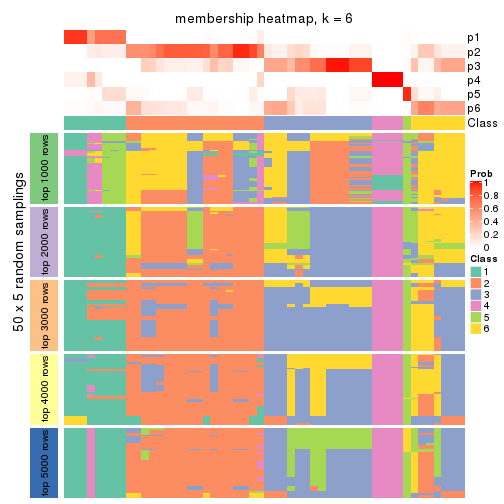 membership heatmap, k = 6
p1
p2
p3
p4
p5
p6
Class
50 x 5 random samplings
top 1000 rows
top 2000 rows
top 3000 rows
top 4000 rows
top 5000 rows
Prob
1
0.8
0.6
0.4
0.2
0
Class
1
2
3
4
5
6